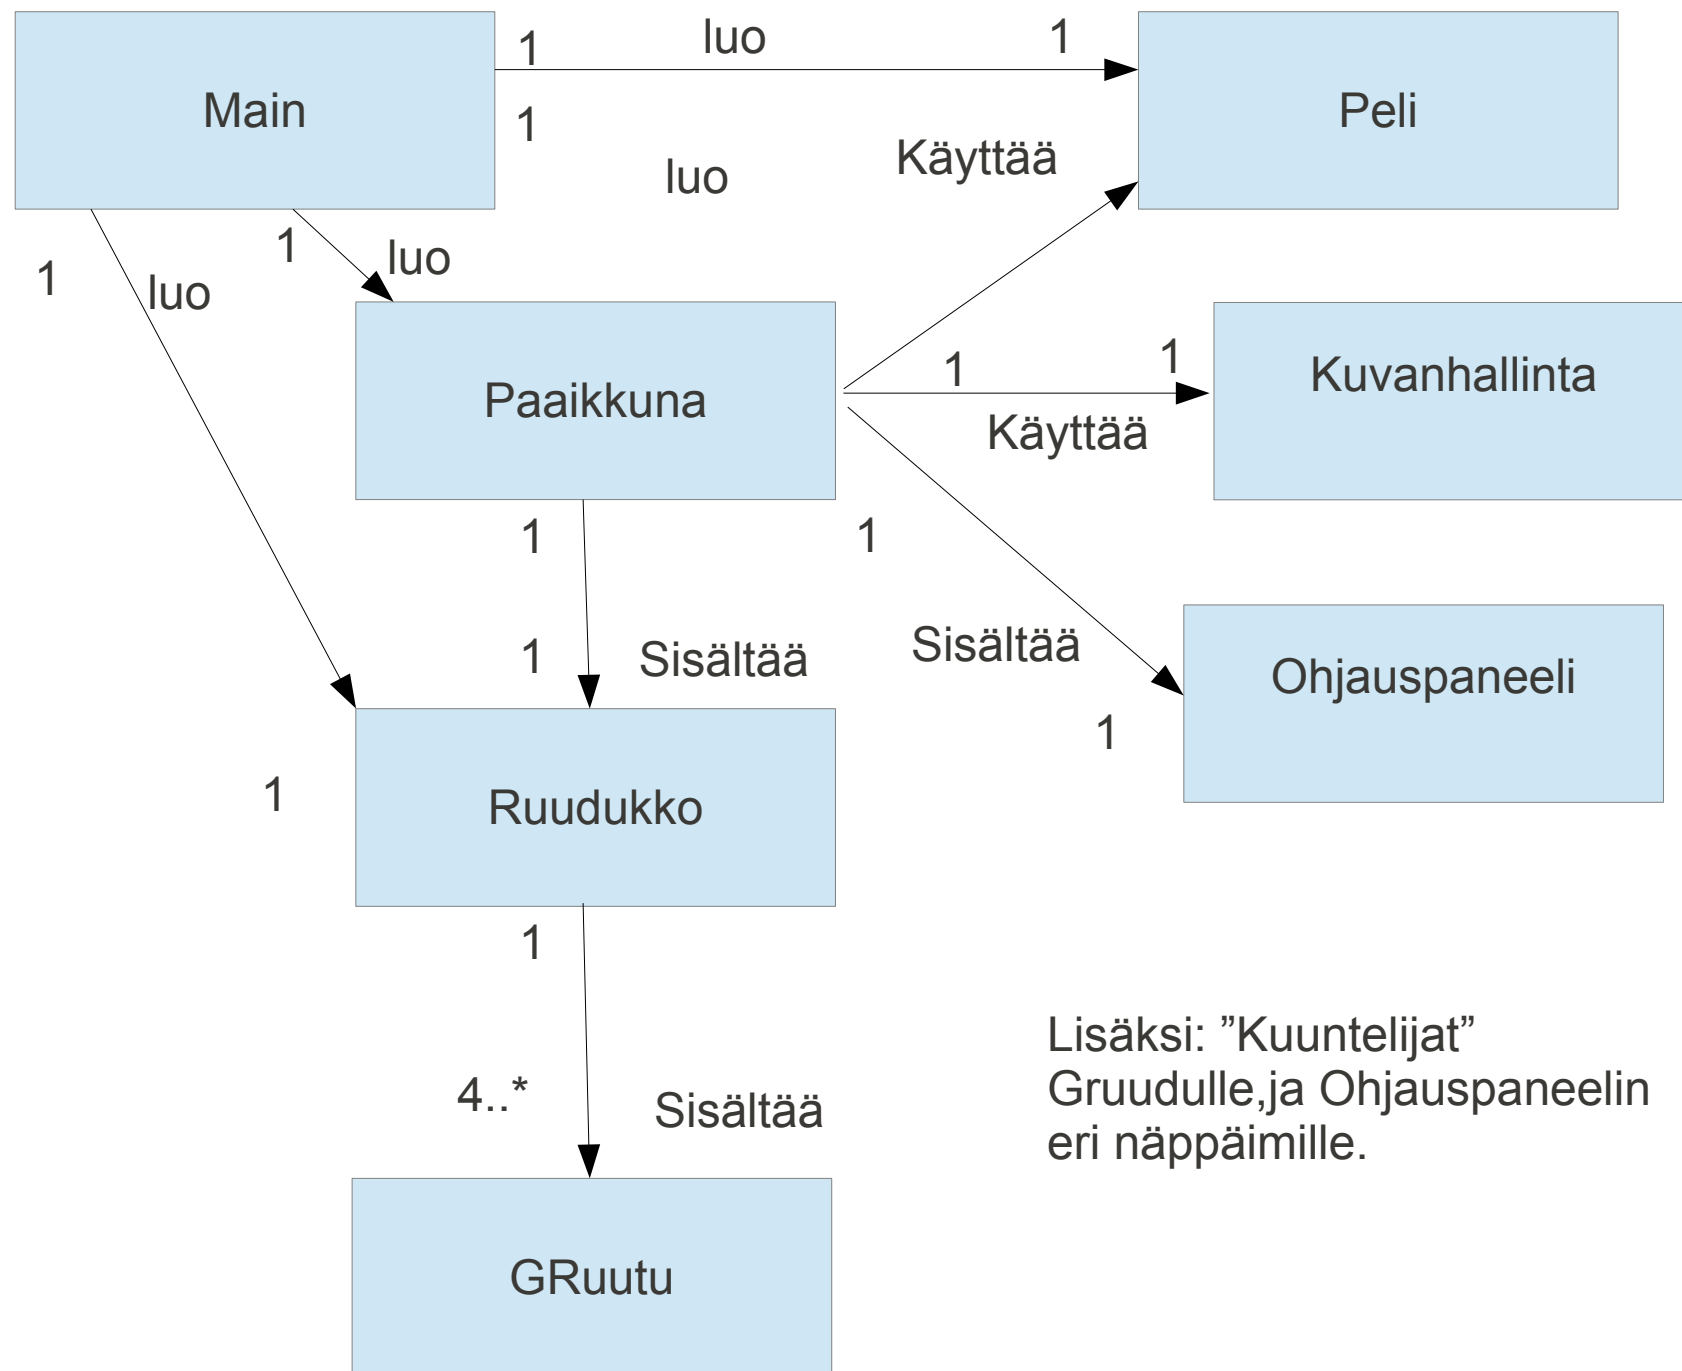 1
luo
1
Main
Peli
1
luo
Käyttää
1
luo
1
luo
Paaikkuna
1
1
Kuvanhallinta
Käyttää
1
1
1
Sisältää
Sisältää
Ohjauspaneeli
1
1
Ruudukko
1
4..*
Sisältää
Lisäksi: ”Kuuntelijat”
Gruudulle,ja Ohjauspaneelin
eri näppäimille.
GRuutu